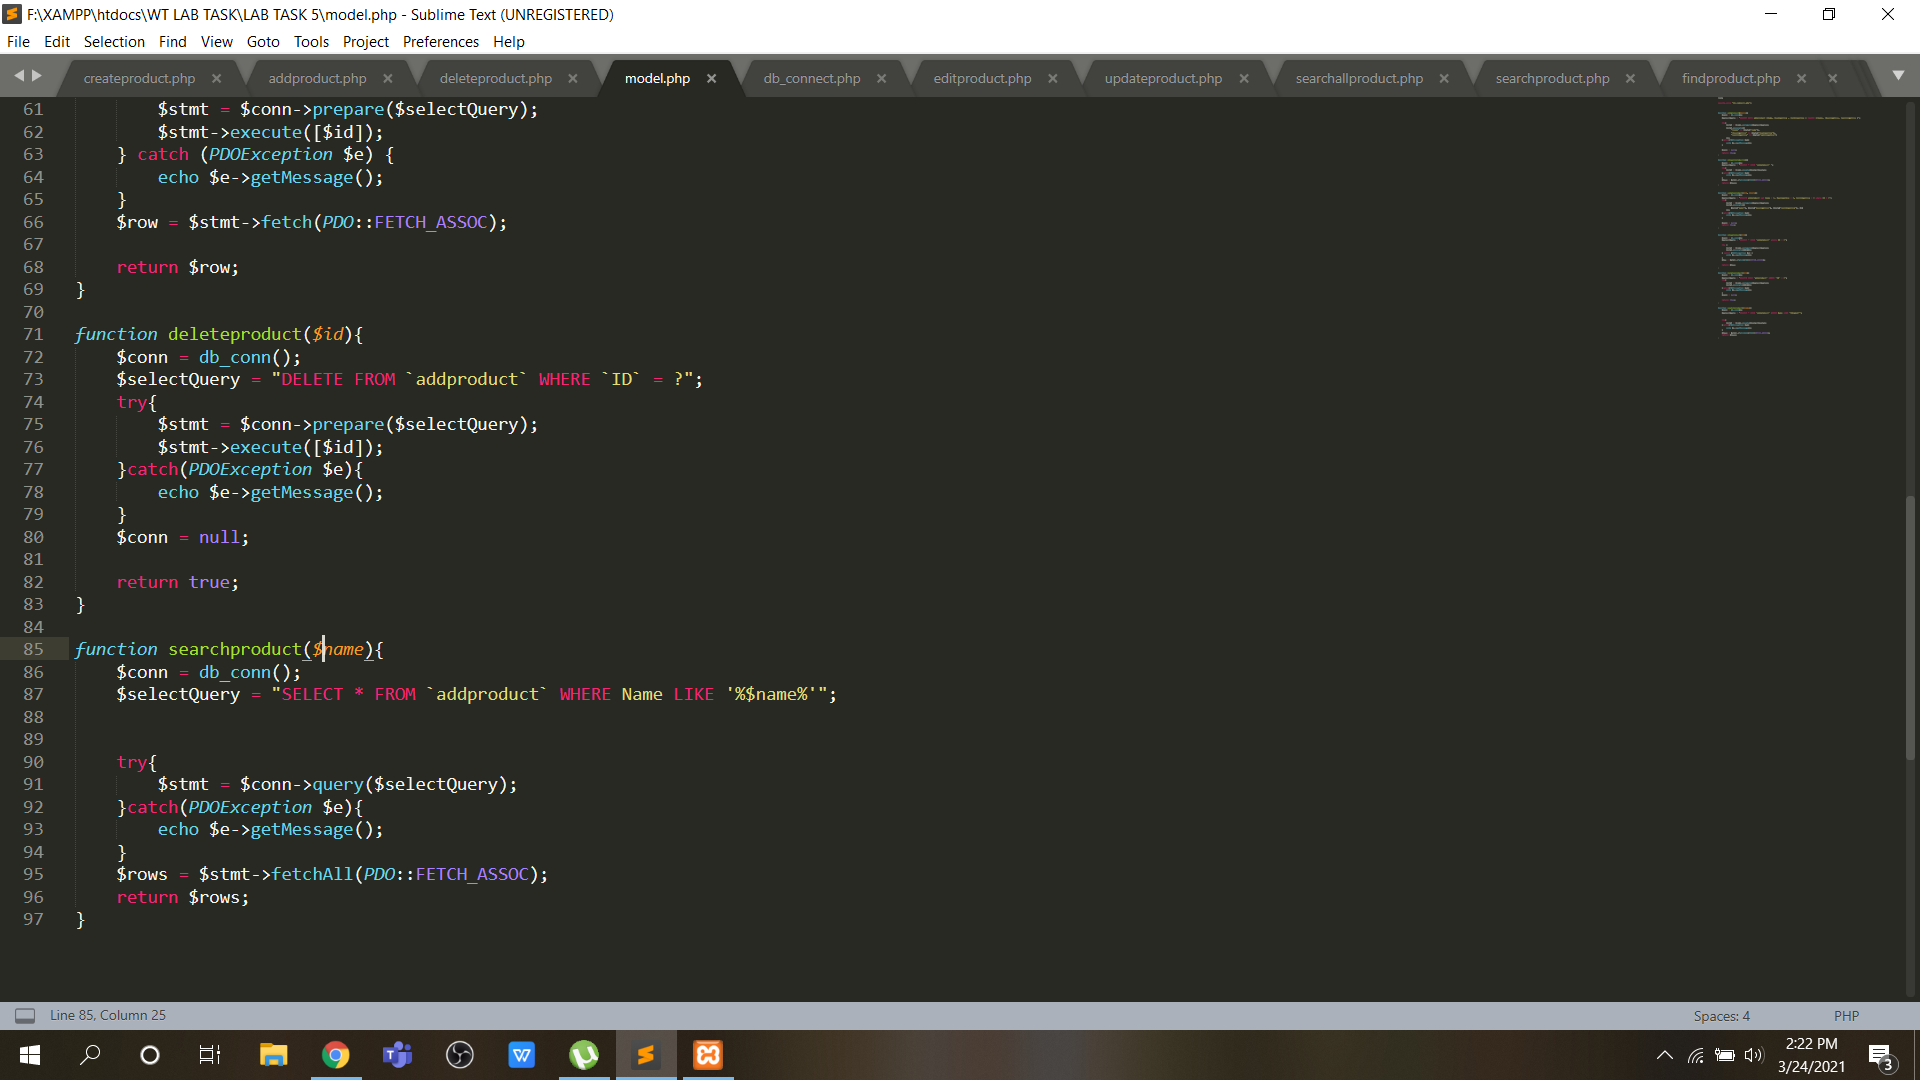 F:\XAMPP\htdocs\WT LAB TASK\LAB TASK 5\model.php - Sublime Text (UNREGISTERED)
File Edit Selection Find View Goto Tools Project Preferences Help
createproduct.php addproduct.php deleteproduct.php model.php db_connect.php editproduct.php updateproduct.php searchallproduct.php searchproduct.php findproduct.php
61 $stmt = $conn->prepare($selectQuery);
62 $stmt->execute([$id]);
63 } catch (PDOException $e) {
64 echo $e->getMessage();
65 }
66 $row = $stmt->fetch(PDO::FETCH_ASSOC);
67
68 return $row;
69 }
70
71 function deleteproduct($id){
72 $conn = db_conn();
73 $selectQuery = "DELETE FROM `addproduct` WHERE `ID` = ?";
74 try{
75 $stmt = $conn->prepare($selectQuery);
76 $stmt->execute([$id]);
77 }catch(PDOException $e){
78 echo $e->getMessage();
79 }
80 $conn = null;
81
82 return true;
83 }
84
85 function searchproduct($name){
86 $conn = db_conn();
87 $selectQuery = "SELECT * FROM `addproduct` WHERE Name LIKE '%$name%'";
88
89
90 try{
91 $stmt = $conn->query($selectQuery);
92 }catch(PDOException $e){
93 echo $e->getMessage();
94 }
95 $rows = $stmt->fetchAll(PDO::FETCH_ASSOC);
96 return $rows;
97 }
Line 85, Column 25 Spaces: 4 PHP
2:22 PM
3/24/2021
3